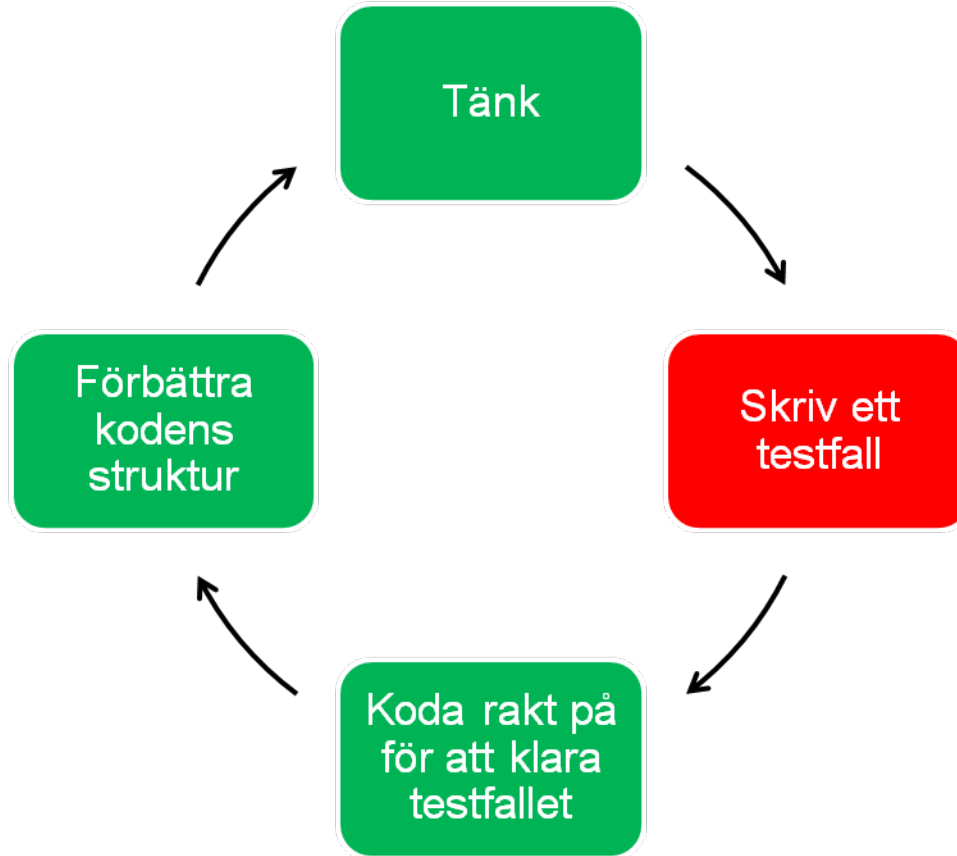 Tänk
Skriv ett
testfall
Koda rakt på
för att klara
testfallet
Förbättra
kodens
struktur